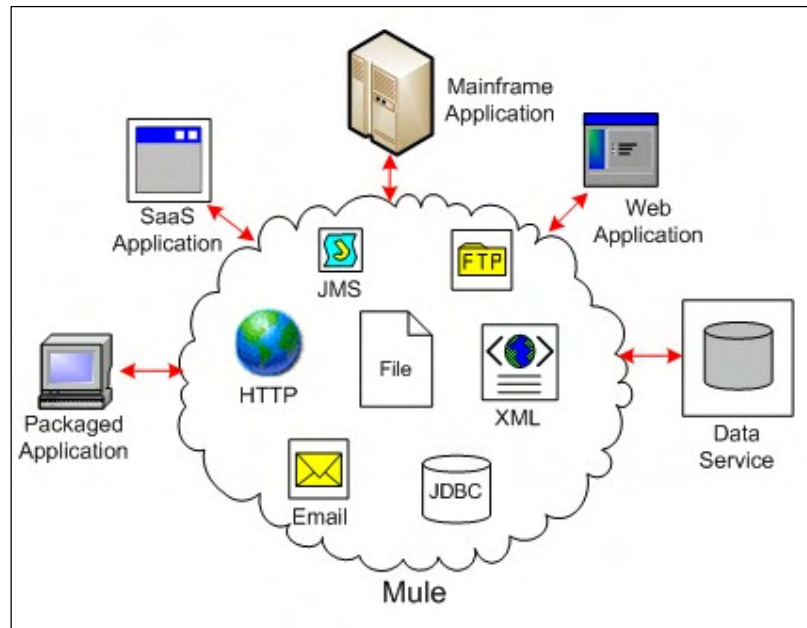 Mainframe
Application
SaaS
Application
Web
Application
JMS
FTP
HTTP
File
XML
Packaged
Application
Data
Service
Email
JDBC
Mule